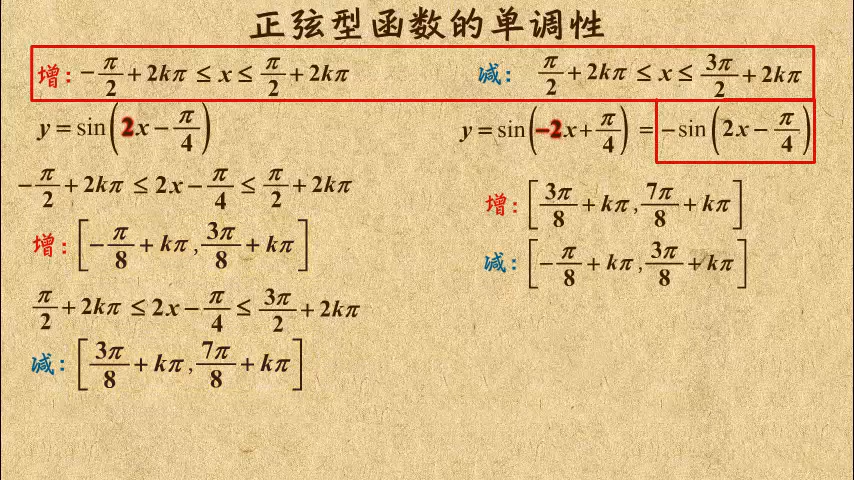 正弦型函数的单调性
增：-π/2+2kπ ≤ x ≤ π/2+2kπ
减：π/2+2kπ ≤ x ≤ 3π/2+2kπ
y=sin(2x-π/4)
y=sin(-2x+π/4) = -sin(2x-π/4)
-π/2+2kπ ≤ 2x-π/4 ≤ π/2+2kπ
增：[-π/8+kπ,3π/8+kπ]
π/2+2kπ ≤ 2x-π/4 ≤ 3π/2+2kπ
减：[3π/8+kπ,7π/8+kπ]
增：[3π/8+kπ,7π/8+kπ]
减：[-π/8+kπ,3π/8+kπ]